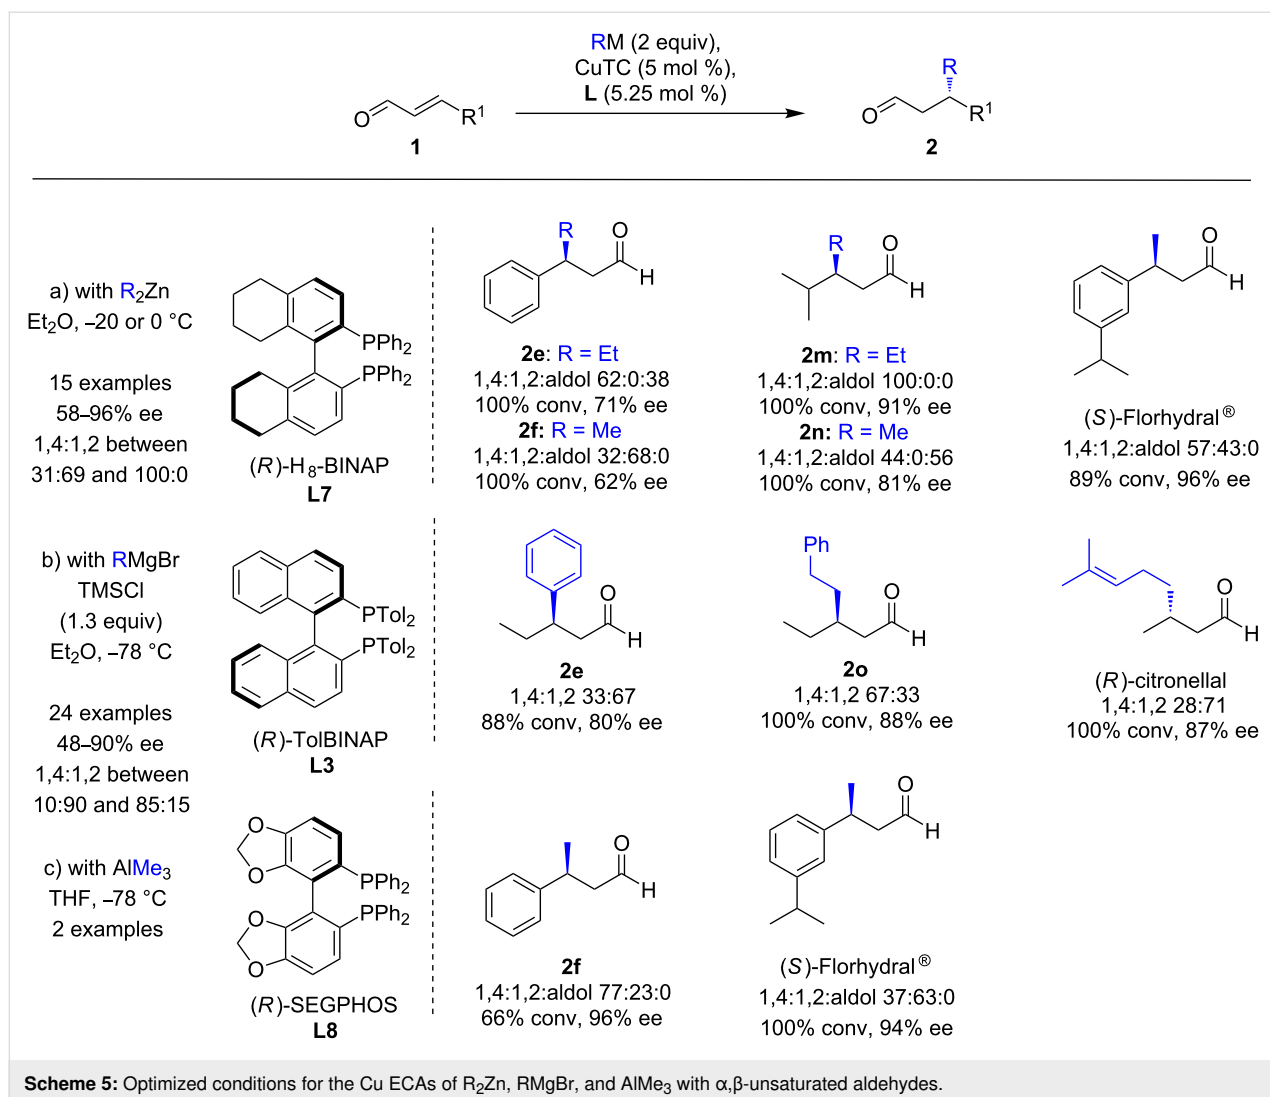 RM (2 equiv),
CuTC (5 mol %),
L (5.25 mol %)
O
R¹
1
R
O
R¹
2
a) with R₂Zn
Et₂O, –20 or 0 °C
15 examples
58–96% ee
1,4:1,2 between
31:69 and 100:0
PPh₂
PPh₂
(R)-H₈-BINAP
L7
R
O
H
2e: R = Et
1,4:1,2:aldol 62:0:38
100% conv, 71% ee
2f: R = Me
1,4:1,2:aldol 32:68:0
100% conv, 62% ee
R
O
H
2m: R = Et
1,4:1,2:aldol 100:0:0
100% conv, 91% ee
2n: R = Me
1,4:1,2:aldol 44:0:56
100% conv, 81% ee
O
H
(S)-Florhydral®
1,4:1,2:aldol 57:43:0
89% conv, 96% ee
b) with RMgBr
TMSCl
(1.3 equiv)
Et₂O, –78 °C
24 examples
48–90% ee
1,4:1,2 between
10:90 and 85:15
PTol₂
PTol₂
(R)-TolBINAP
L3
O
H
2e
1,4:1,2 33:67
88% conv, 80% ee
Ph
O
H
2o
1,4:1,2 67:33
100% conv, 88% ee
O
H
(R)-citronellal
1,4:1,2 28:71
100% conv, 87% ee
c) with AlMe₃
THF, –78 °C
2 examples
O
O
O
O
PPh₂
PPh₂
(R)-SEGPHOS
L8
O
H
2f
1,4:1,2:aldol 77:23:0
66% conv, 96% ee
O
H
(S)-Florhydral®
1,4:1,2:aldol 37:63:0
100% conv, 94% ee
Scheme 5: Optimized conditions for the Cu ECAs of R₂Zn, RMgBr, and AlMe₃ with α,β-unsaturated aldehydes.